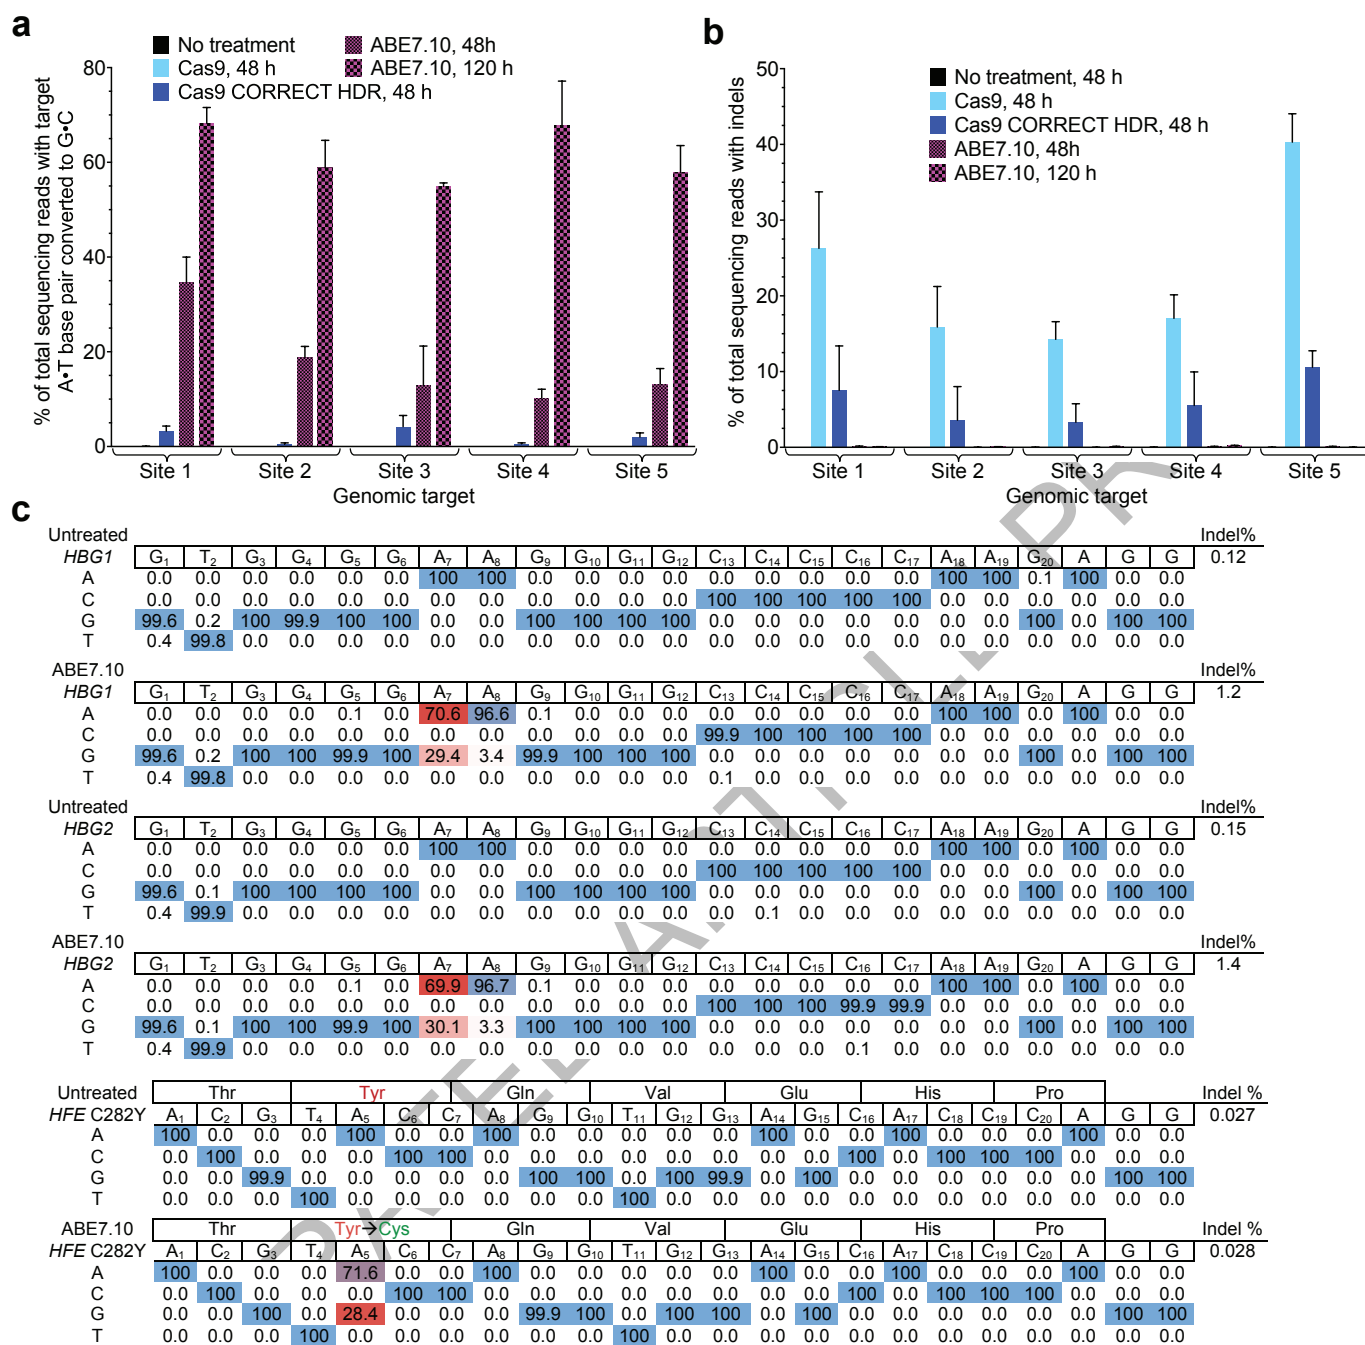 a
No treatment
Cas9, 48 h
Cas9 CORRECT HDR, 48 h
ABE7.10, 48h
ABE7.10, 120 h
% of total sequencing reads with target
A•T base pair converted to G•C
80
60
40
20
0
Site 1 Site 2 Site 3 Site 4 Site 5
Genomic target
b
No treatment, 48 h
Cas9, 48 h
Cas9 CORRECT HDR, 48 h
ABE7.10, 48h
ABE7.10, 120 h
% of total sequencing reads with indels
50
40
30
20
10
0
Site 1 Site 2 Site 3 Site 4 Site 5
Genomic target
c
Untreated Indel%
HBG1 G₁ T₂ G₃ G₄ G₅ G₆ A₇ A₈ G₉ G₁₀ G₁₁ G₁₂ C₁₃ C₁₄ C₁₅ C₁₆ C₁₇ A₁₈ A₁₉ G₂₀ A G G 0.12
A 0.0 0.0 0.0 0.0 0.0 0.0 100 100 0.0 0.0 0.0 0.0 0.0 0.0 0.0 0.0 0.0 100 100 0.1 100 0.0 0.0
C 0.0 0.0 0.0 0.0 0.0 0.0 0.0 0.0 0.0 0.0 0.0 0.0 100 100 100 100 100 0.0 0.0 0.0 0.0 0.0 0.0
G 99.6 0.2 100 99.9 100 100 0.0 0.0 100 100 100 100 0.0 0.0 0.0 0.0 0.0 0.0 0.0 100 0.0 100 100
T 0.4 99.8 0.0 0.0 0.0 0.0 0.0 0.0 0.0 0.0 0.0 0.0 0.0 0.0 0.0 0.0 0.0 0.0 0.0 0.0 0.0 0.0 0.0
ABE7.10 Indel%
HBG1 G₁ T₂ G₃ G₄ G₅ G₆ A₇ A₈ G₉ G₁₀ G₁₁ G₁₂ C₁₃ C₁₄ C₁₅ C₁₆ C₁₇ A₁₈ A₁₉ G₂₀ A G G 1.2
A 0.0 0.0 0.0 0.0 0.1 0.0 70.6 96.6 0.1 0.0 0.0 0.0 0.0 0.0 0.0 0.0 0.0 100 100 0.0 100 0.0 0.0
C 0.0 0.0 0.0 0.0 0.0 0.0 0.0 0.0 0.0 0.0 0.0 0.0 99.9 100 100 100 100 0.0 0.0 0.0 0.0 0.0 0.0
G 99.6 0.2 100 100 99.9 100 29.4 3.4 99.9 100 100 100 0.0 0.0 0.0 0.0 0.0 0.0 0.0 100 0.0 100 100
T 0.4 99.8 0.0 0.0 0.0 0.0 0.0 0.0 0.0 0.0 0.0 0.0 0.1 0.0 0.0 0.0 0.0 0.0 0.0 0.0 0.0 0.0 0.0
Untreated Indel%
HBG2 G₁ T₂ G₃ G₄ G₅ G₆ A₇ A₈ G₉ G₁₀ G₁₁ G₁₂ C₁₃ C₁₄ C₁₅ C₁₆ C₁₇ A₁₈ A₁₉ G₂₀ A G G 0.15
A 0.0 0.0 0.0 0.0 0.0 0.0 100 100 0.0 0.0 0.0 0.0 0.0 0.0 0.0 0.0 0.0 100 100 0.0 100 0.0 0.0
C 0.0 0.0 0.0 0.0 0.0 0.0 0.0 0.0 0.0 0.0 0.0 0.0 100 100 100 100 100 0.0 0.0 0.0 0.0 0.0 0.0
G 99.6 0.1 100 100 100 100 0.0 0.0 100 100 100 100 0.0 0.0 0.0 0.0 0.0 0.0 0.0 100 0.0 100 100
T 0.4 99.9 0.0 0.0 0.0 0.0 0.0 0.0 0.0 0.0 0.0 0.0 0.0 0.1 0.0 0.0 0.0 0.0 0.0 0.0 0.0 0.0 0.0
ABE7.10 Indel%
HBG2 G₁ T₂ G₃ G₄ G₅ G₆ A₇ A₈ G₉ G₁₀ G₁₁ G₁₂ C₁₃ C₁₄ C₁₅ C₁₆ C₁₇ A₁₈ A₁₉ G₂₀ A G G 1.4
A 0.0 0.0 0.0 0.0 0.1 0.0 69.9 96.7 0.1 0.0 0.0 0.0 0.0 0.0 0.0 0.0 0.0 100 100 0.0 100 0.0 0.0
C 0.0 0.0 0.0 0.0 0.0 0.0 0.0 0.0 0.0 0.0 0.0 0.0 100 100 100 99.9 99.9 0.0 0.0 0.0 0.0 0.0 0.0
G 99.6 0.1 100 100 99.9 100 30.1 3.3 100 100 100 100 0.0 0.0 0.0 0.0 0.0 0.0 0.0 100 0.0 100 100
T 0.4 99.9 0.0 0.0 0.0 0.0 0.0 0.0 0.0 0.0 0.0 0.0 0.0 0.0 0.0 0.1 0.0 0.0 0.0 0.0 0.0 0.0 0.0
Untreated Thr Tyr Gln Val Glu His Pro Indel %
HFE C282Y A₁ C₂ G₃ T₄ A₅ C₆ C₇ A₈ G₉ G₁₀ T₁₁ G₁₂ G₁₃ A₁₄ G₁₅ C₁₆ A₁₇ C₁₈ C₁₉ C₂₀ A G G 0.027
A 100 0.0 0.0 0.0 100 0.0 0.0 100 0.0 0.0 0.0 0.0 0.0 100 0.0 0.0 100 0.0 0.0 0.0 100 0.0 0.0
C 0.0 100 0.0 0.0 0.0 100 100 0.0 0.0 0.0 0.0 0.0 0.0 0.0 0.0 100 0.0 100 100 100 0.0 0.0 0.0
G 0.0 0.0 99.9 0.0 0.0 0.0 0.0 0.0 100 100 0.0 100 99.9 0.0 100 0.0 0.0 0.0 0.0 0.0 0.0 100 100
T 0.0 0.0 0.0 100 0.0 0.0 0.0 0.0 0.0 0.0 100 0.0 0.0 0.0 0.0 0.0 0.0 0.0 0.0 0.0 0.0 0.0 0.0
ABE7.10 Thr Tyr→Cys Gln Val Glu His Pro Indel %
HFE C282Y A₁ C₂ G₃ T₄ A₅ C₆ C₇ A₈ G₉ G₁₀ T₁₁ G₁₂ G₁₃ A₁₄ G₁₅ C₁₆ A₁₇ C₁₈ C₁₉ C₂₀ A G G 0.028
A 100 0.0 0.0 0.0 71.6 0.0 0.0 100 0.0 0.0 0.0 0.0 0.0 100 0.0 0.0 100 0.0 0.0 0.0 100 0.0 0.0
C 0.0 100 0.0 0.0 0.0 100 100 0.0 0.0 0.0 0.0 0.0 0.0 0.0 0.0 100 0.0 100 100 100 0.0 0.0 0.0
G 0.0 0.0 100 0.0 28.4 0.0 0.0 0.0 99.9 100 0.0 100 100 0.0 100 0.0 0.0 0.0 0.0 0.0 0.0 100 100
T 0.0 0.0 0.0 100 0.0 0.0 0.0 0.0 0.0 0.0 100 0.0 0.0 0.0 0.0 0.0 0.0 0.0 0.0 0.0 0.0 0.0 0.0